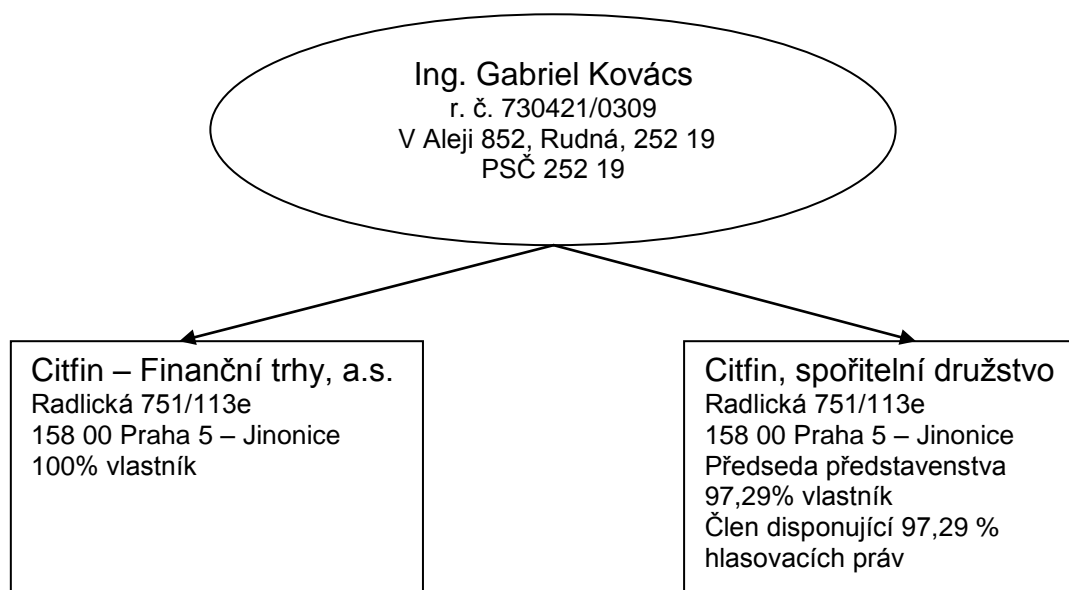 Ing. Gabriel Kovács
r. č. 730421/0309
V Aleji 852, Rudná, 252 19
PSČ 252 19
Citfin – Finanční trhy, a.s.
Radlická 751/113e
158 00 Praha 5 – Jinonice
100% vlastník
Citfin, spořitelní družstvo
Radlická 751/113e
158 00 Praha 5 – Jinonice
Předseda představenstva
97,29% vlastník
Člen disponující 97,29 %
hlasovacích práv